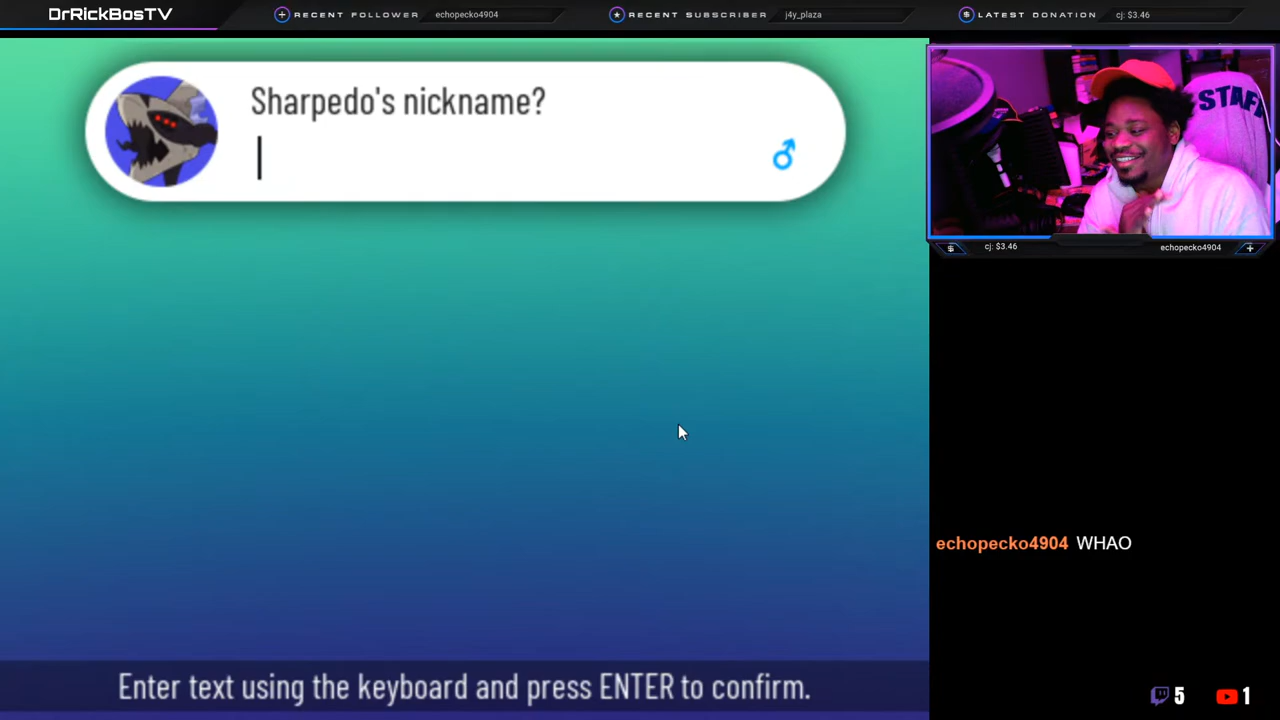 DrRickBosTV
RECENT FOLLOWER echopecko4904
RECENT SUBSCRIBER j4y_plaza
LATEST DONATION cj: $3.46
Sharpedo's nickname?
STAFF
cj: $3.46 echopecko4904
echopecko4904 WHAO
Enter text using the keyboard and press ENTER to confirm.
5 1